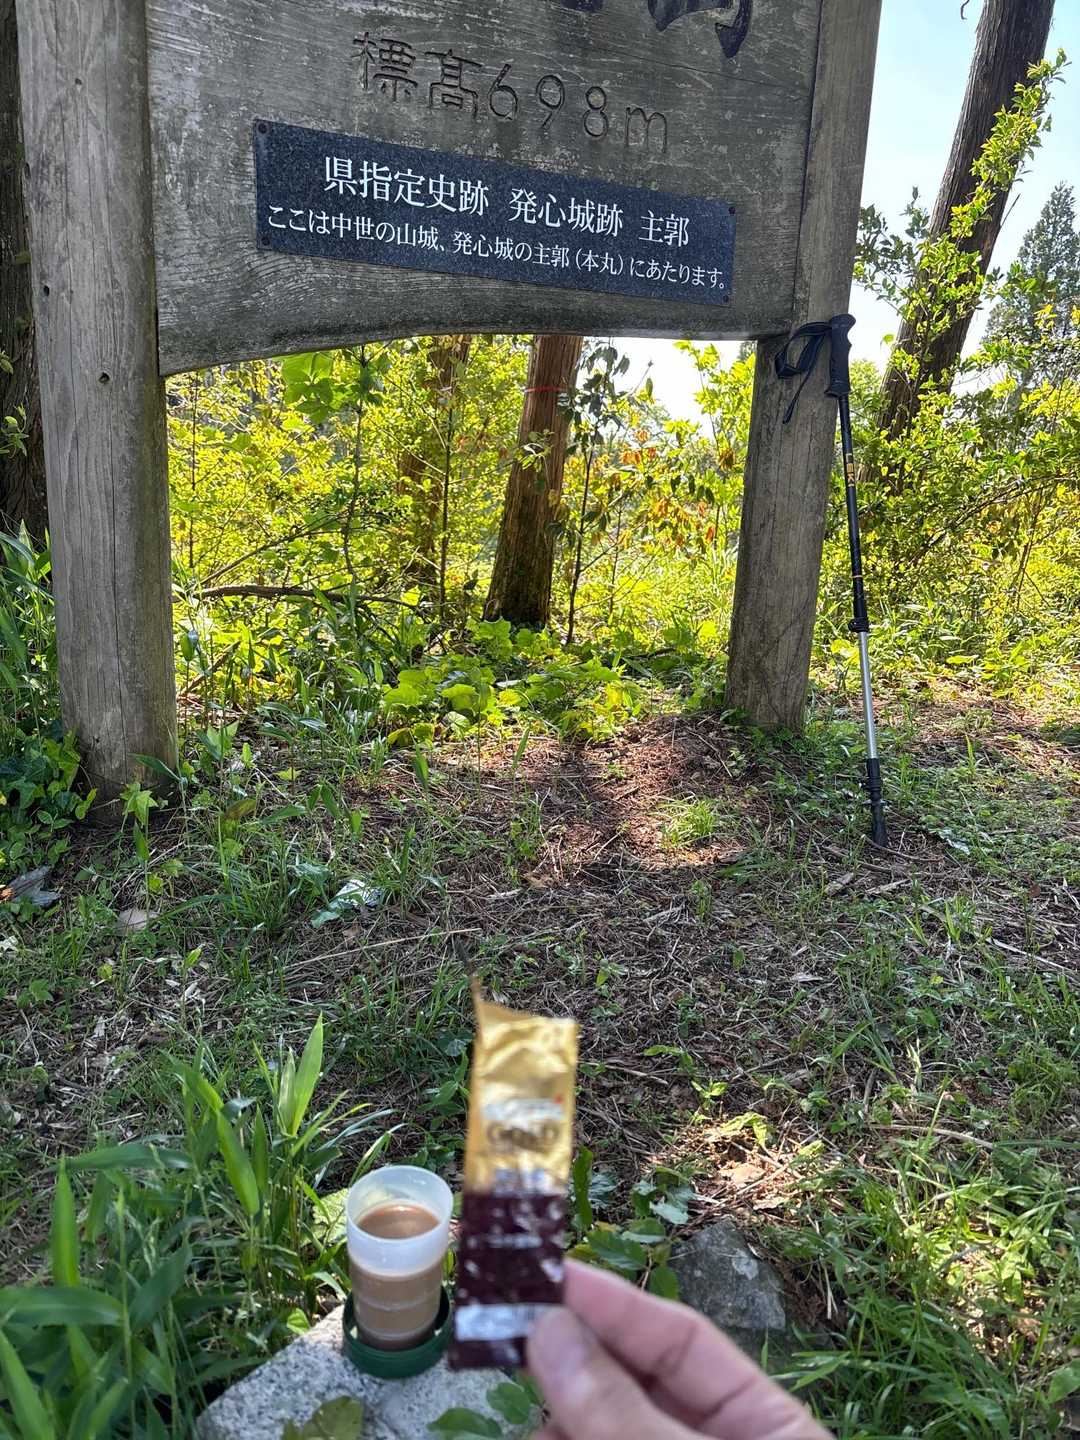 標高698m
県指定史跡 発心城跡 主郭
ここは中世の山城、発心城の主郭（本丸）にあたります。
GOLD